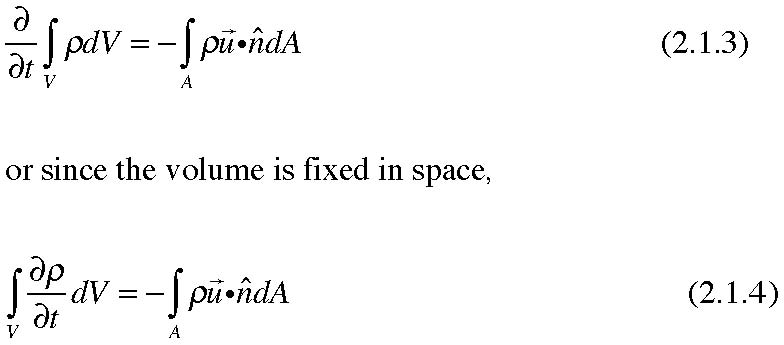 ∂/∂t ∫_V ρdV = −∫_A ρu⃗•n̂dA (2.1.3)
or since the volume is fixed in space,
∫_V ∂ρ/∂t dV = −∫_A ρu⃗•n̂dA (2.1.4)